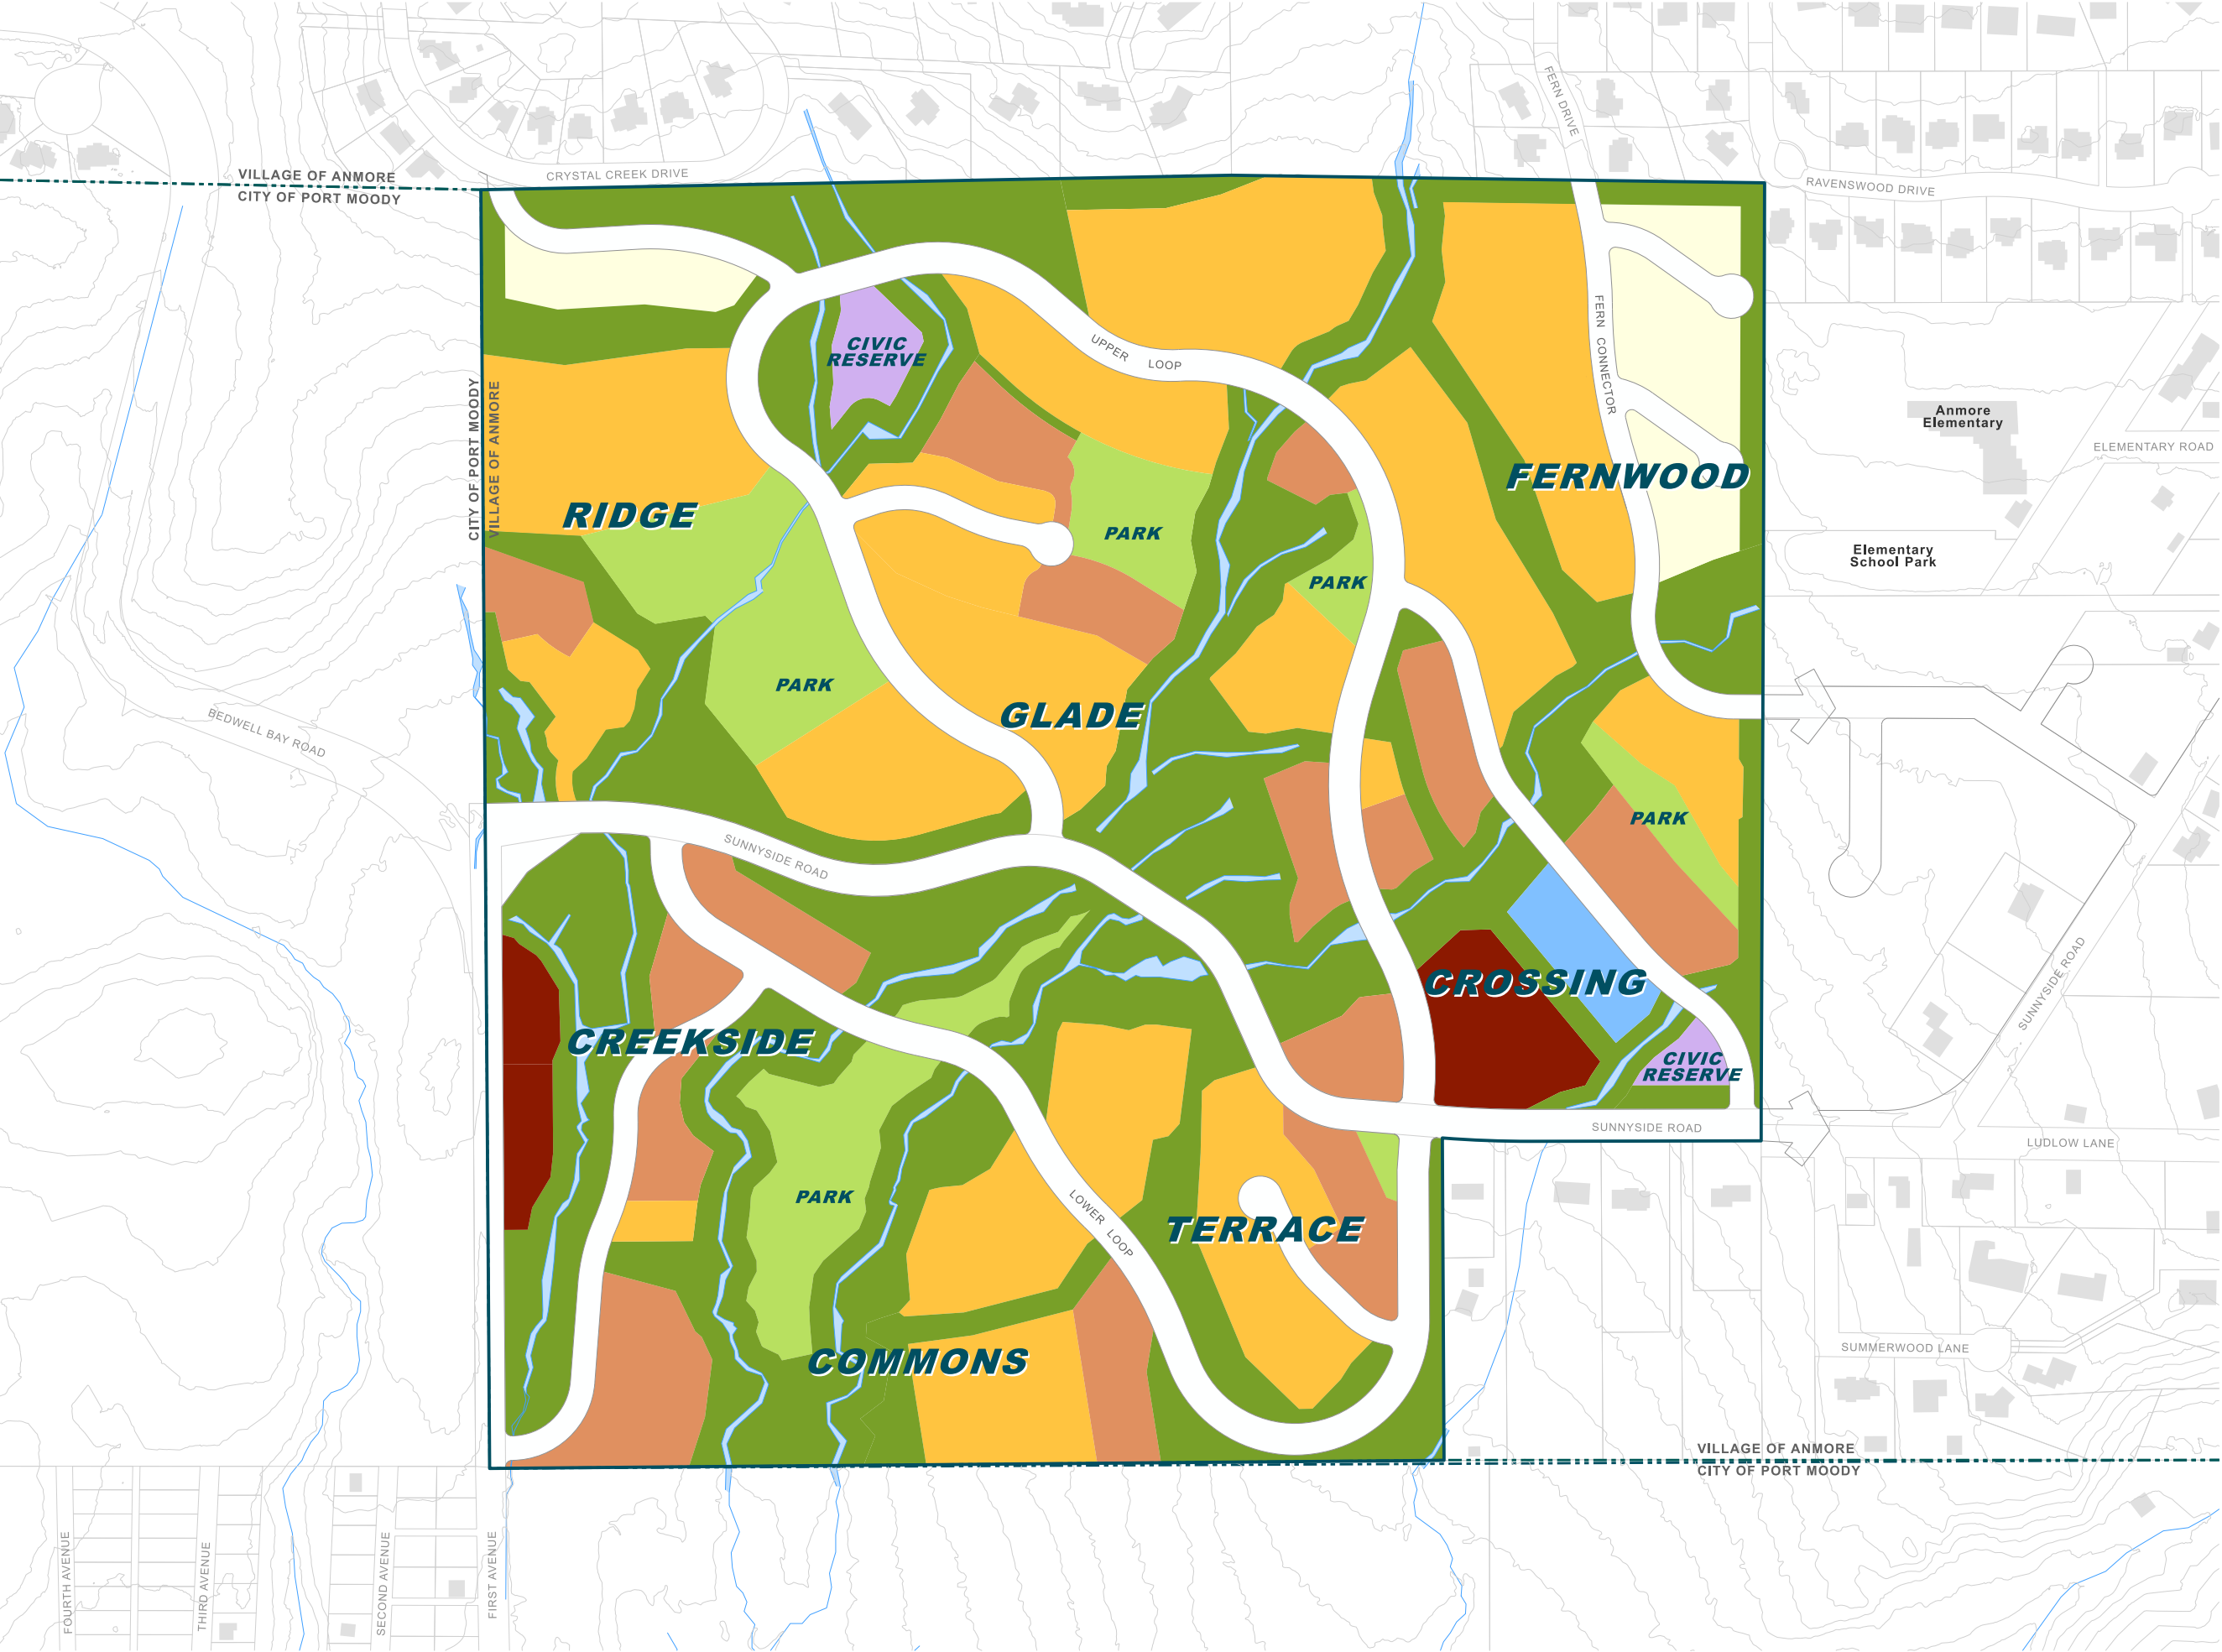 FERN DRIVE
VILLAGE OF ANMORE
CITY OF PORT MOODY
CRYSTAL CREEK DRIVE
RAVENSWOOD DRIVE
CIVIC
RESERVE
UPPER LOOP
FERN CONNECTOR
CITY OF PORT MOODY
VILLAGE OF ANMORE
Anmore
Elementary
ELEMENTARY ROAD
FERNWOOD
RIDGE
PARK
Elementary
School Park
PARK
PARK
GLADE
BEDWELL BAY ROAD
PARK
SUNNYSIDE ROAD
CROSSING
SUNNYSIDE ROAD
CREEKSIDE
CIVIC
RESERVE
SUNNYSIDE ROAD
LUDLOW LANE
PARK
LOWER LOOP
TERRACE
SUMMERWOOD LANE
COMMONS
VILLAGE OF ANMORE
CITY OF PORT MOODY
FOURTH AVENUE
THIRD AVENUE
SECOND AVENUE
FIRST AVENUE